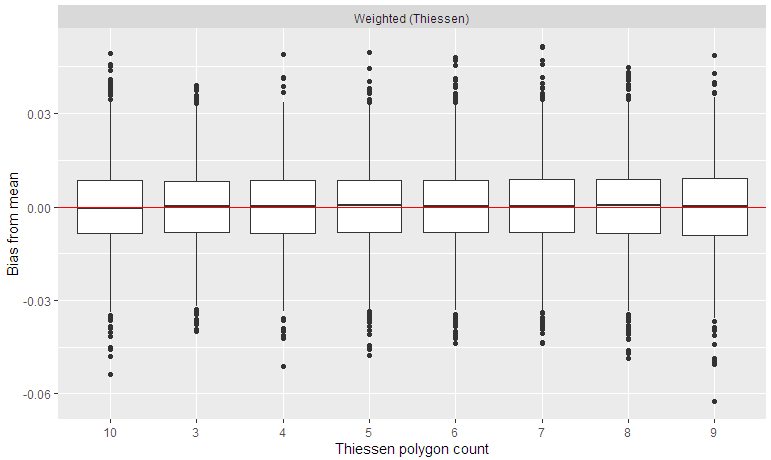 Weighted (Thiessen)
0.03
0.00
-0.03
-0.06
Bias from mean
10 3 4 5 6 7 8 9
Thiessen polygon count